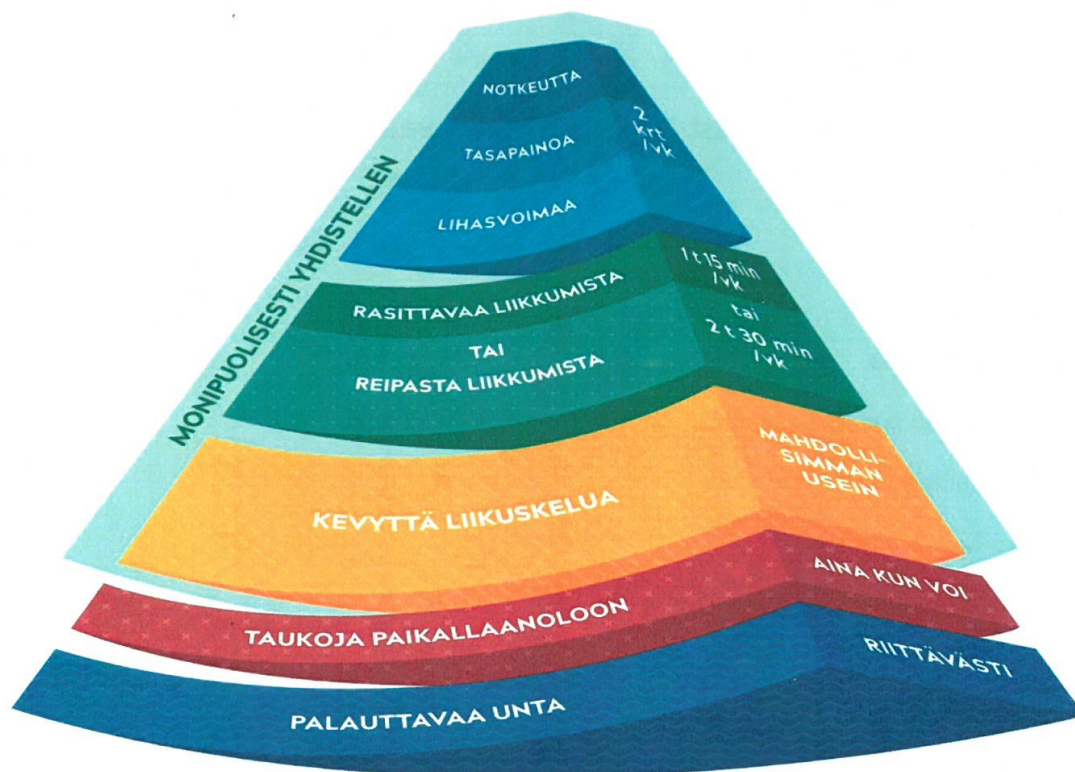 MONIPUOLISESTI YHDISTELLEN
NOTKEUTTA
TASAPAINOA
LIHASVOIMAA
2
krt
/vk
RASITTAVAA LIIKKUMISTA
1 t 15 min
/vk
TAI
tai
REIPASTA LIIKKUMISTA
2 t 30 min
/vk
KEVYTTÄ LIIKUSKELUA
MAHDOLLI-
SIMMAN
USEIN
TAUKOJA PAIKALLAANOLOON
AINA KUN VOI
PALAUTTAVAA UNTA
RIITTÄVÄSTI